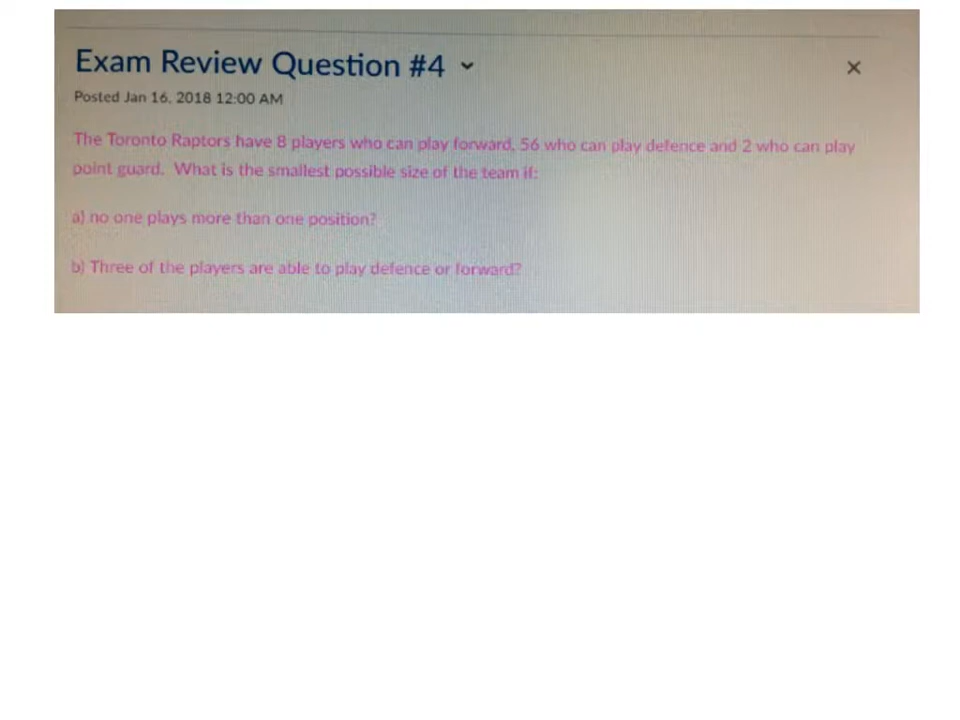 Exam Review Question #4
Posted Jan 16, 2018 12:00 AM
The Toronto Raptors have 8 players who can play forward, 56 who can play defence and 2 who can play
point guard. What is the smallest possible size of the team if:
a) no one plays more than one position?
b) Three of the players are able to play defence or forward?